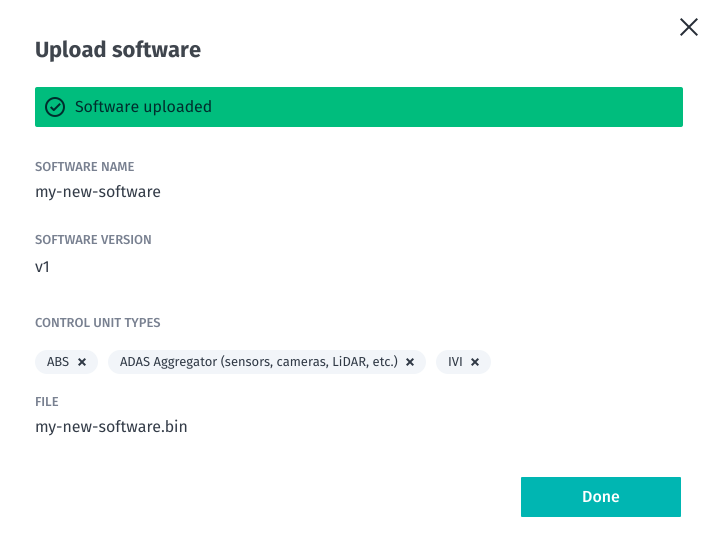 Upload software
Software uploaded
SOFTWARE NAME
my-new-software
SOFTWARE VERSION
v1
CONTROL UNIT TYPES
ABS ADAS Aggregator (sensors, cameras, LiDAR, etc.) IVI
FILE
my-new-software.bin
Done